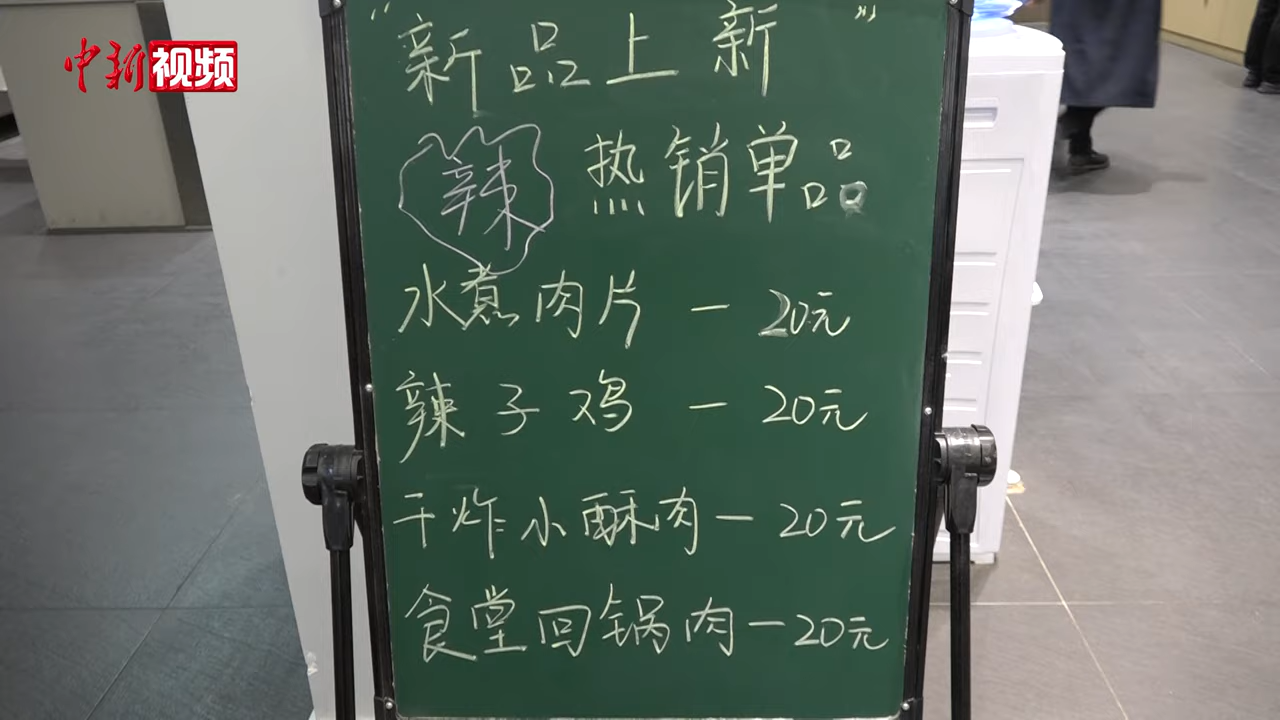 中新视频
“新品上新”
辣 热销单品
水煮肉片 — 20元
辣子鸡 — 20元
干炸小酥肉 — 20元
食堂回锅肉 — 20元